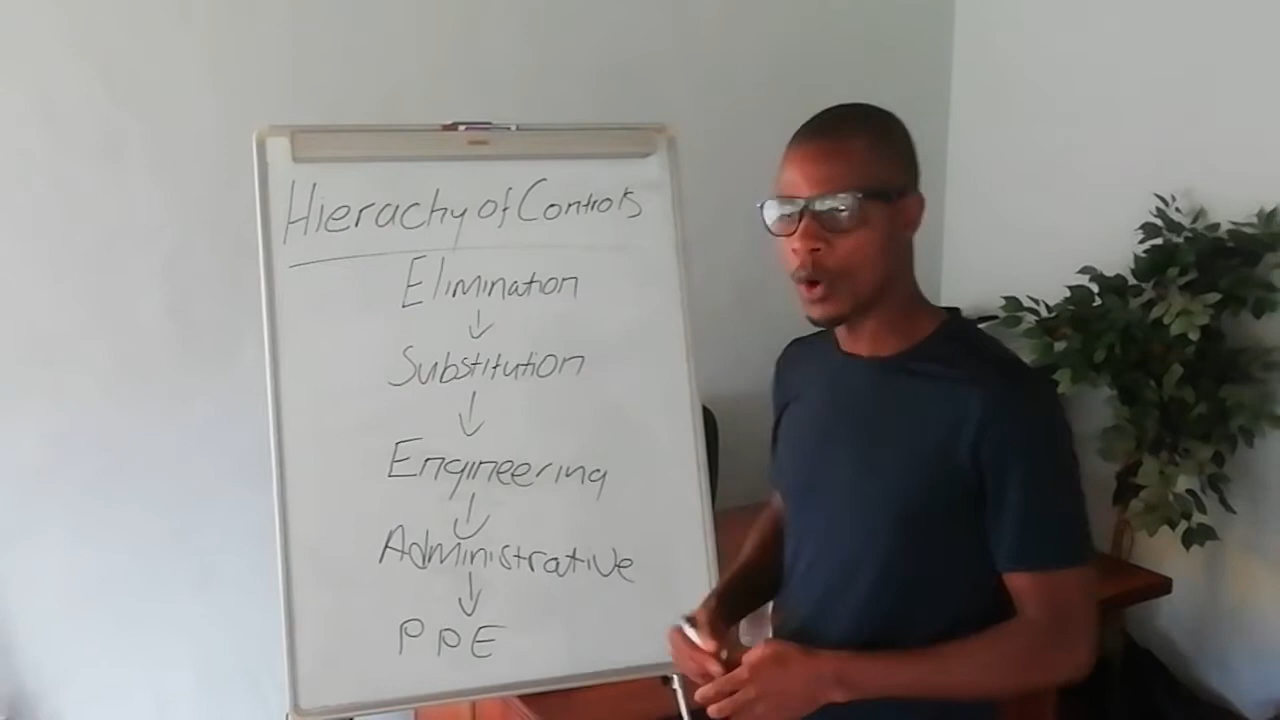 Hierachy of Controls
Elimination
↓
Substitution
↓
Engineering
↓
Administrative
↓
PPE